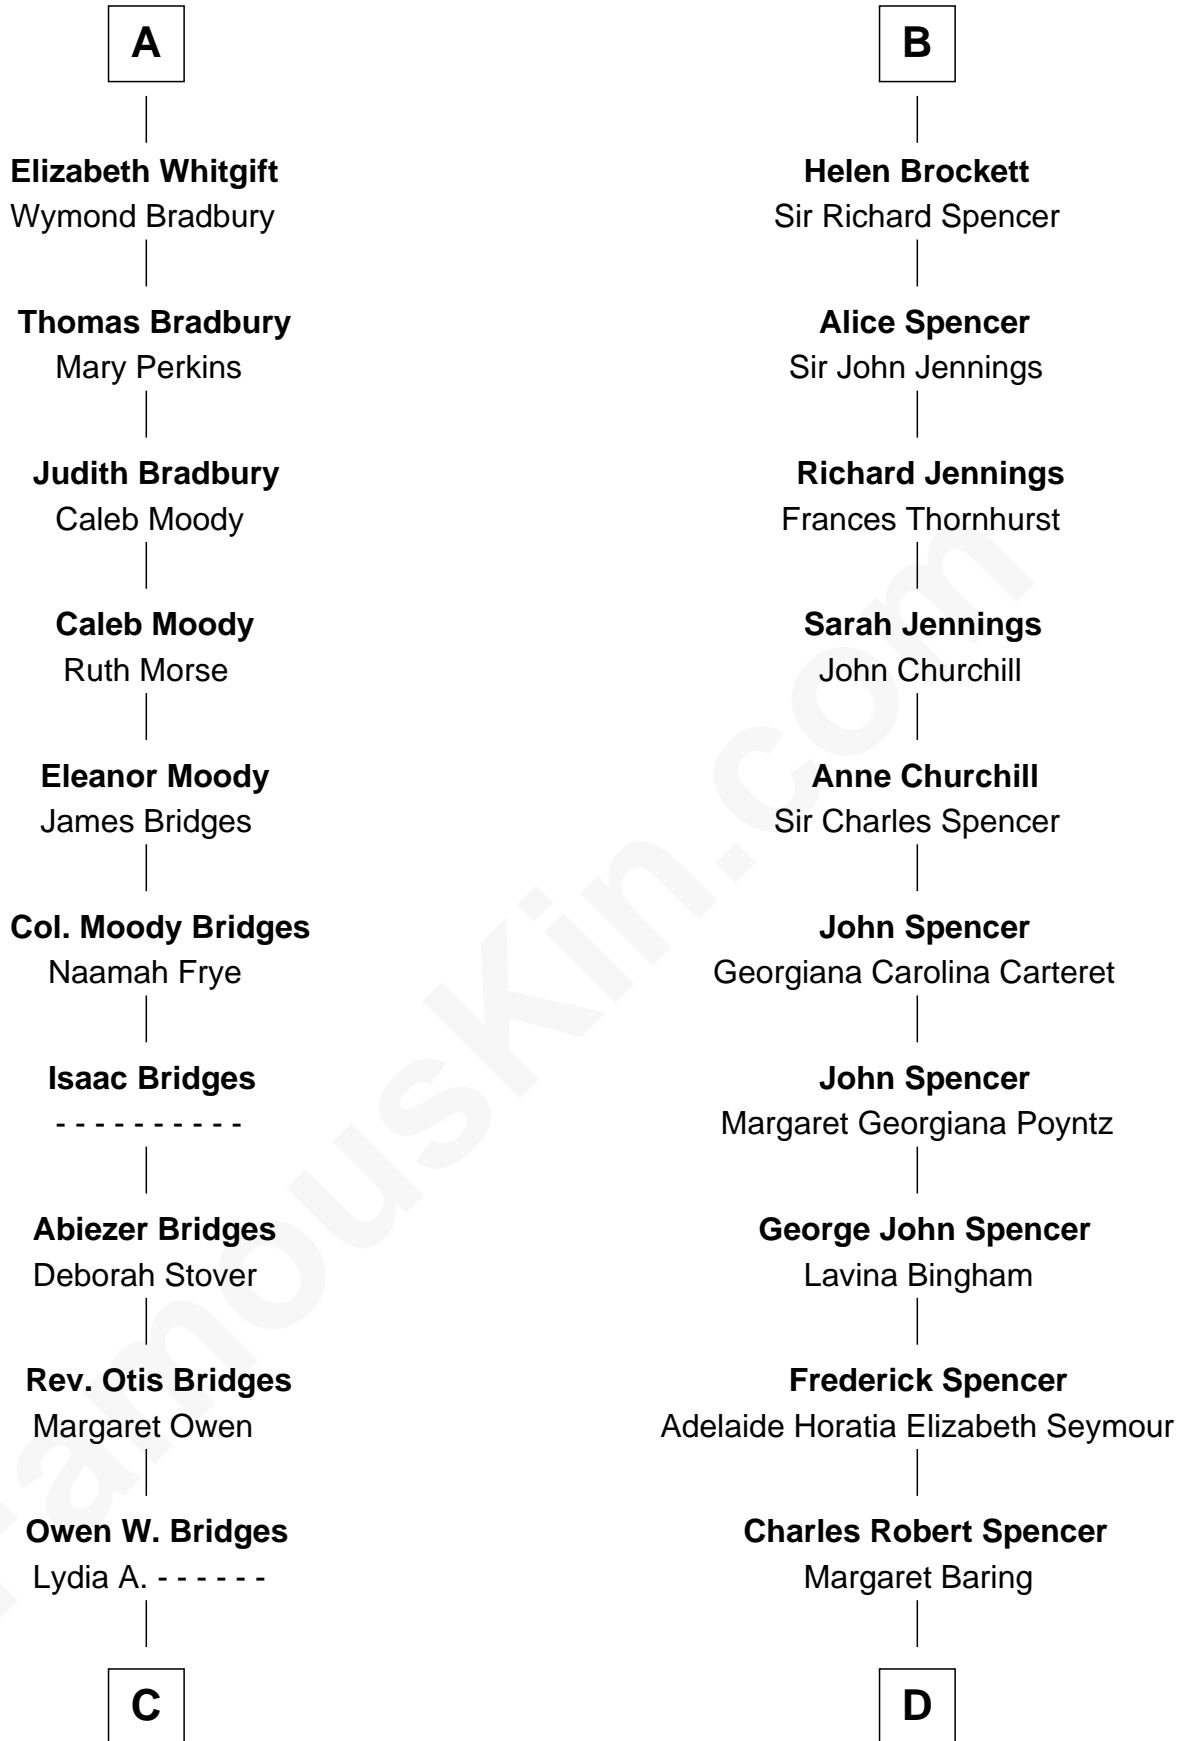 A
Elizabeth Whitgift
Wymond Bradbury
Thomas Bradbury
Mary Perkins
Judith Bradbury
Caleb Moody
Caleb Moody
Ruth Morse
Eleanor Moody
James Bridges
Col. Moody Bridges
Naamah Frye
Isaac Bridges
- - - - - - - - - -
Abiezer Bridges
Deborah Stover
Rev. Otis Bridges
Margaret Owen
Owen W. Bridges
Lydia A. - - - - - -
C
B
Helen Brockett
Sir Richard Spencer
Alice Spencer
Sir John Jennings
Richard Jennings
Frances Thornhurst
Sarah Jennings
John Churchill
Anne Churchill
Sir Charles Spencer
John Spencer
Georgiana Carolina Carteret
John Spencer
Margaret Georgiana Poyntz
George John Spencer
Lavina Bingham
Frederick Spencer
Adelaide Horatia Elizabeth Seymour
Charles Robert Spencer
Margaret Baring
D
FamousKin.com